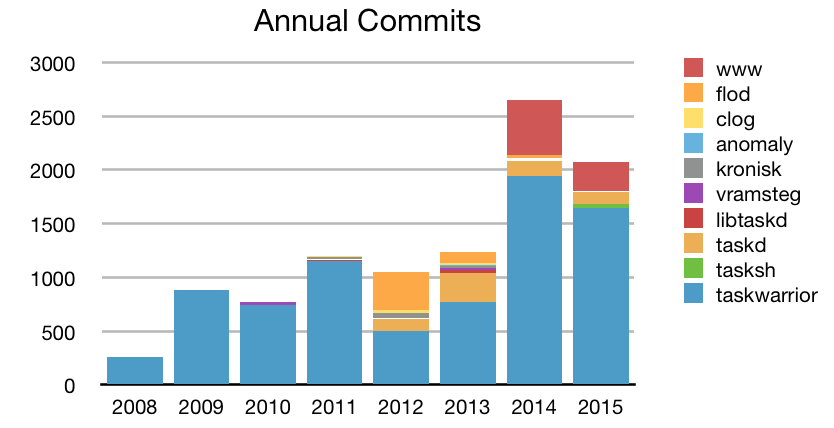 Annual Commits
3000
2500
2000
1500
1000
500
0
2008 2009 2010 2011 2012 2013 2014 2015
www
flod
clog
anomaly
kronisk
vramsteg
libtaskd
taskd
tasksh
taskwarrior